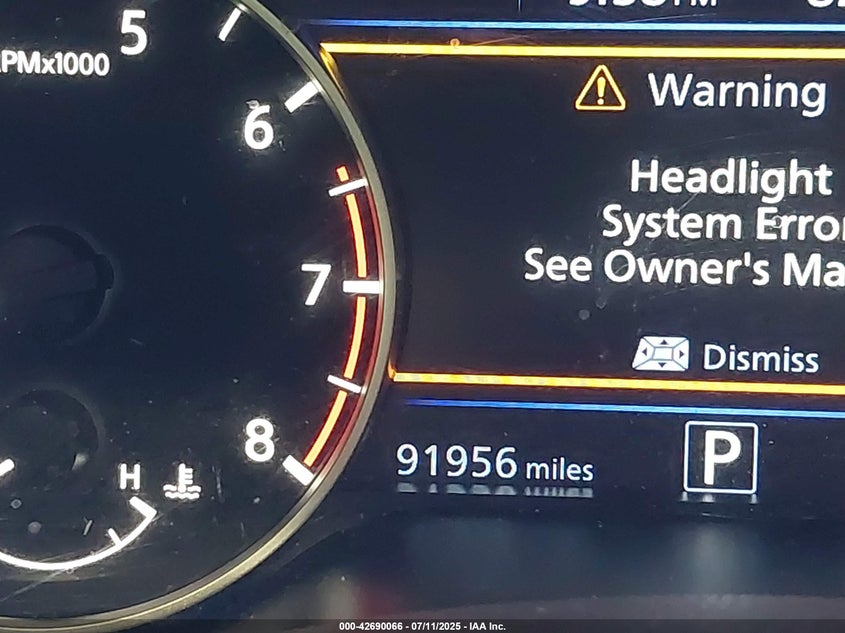 5
PMx1000
6
7
8
H
Warning
Headlight
System Error
See Owner's Ma
Dismiss
91956 miles
P
000-42690066 - 07/11/2025 - IAA Inc.